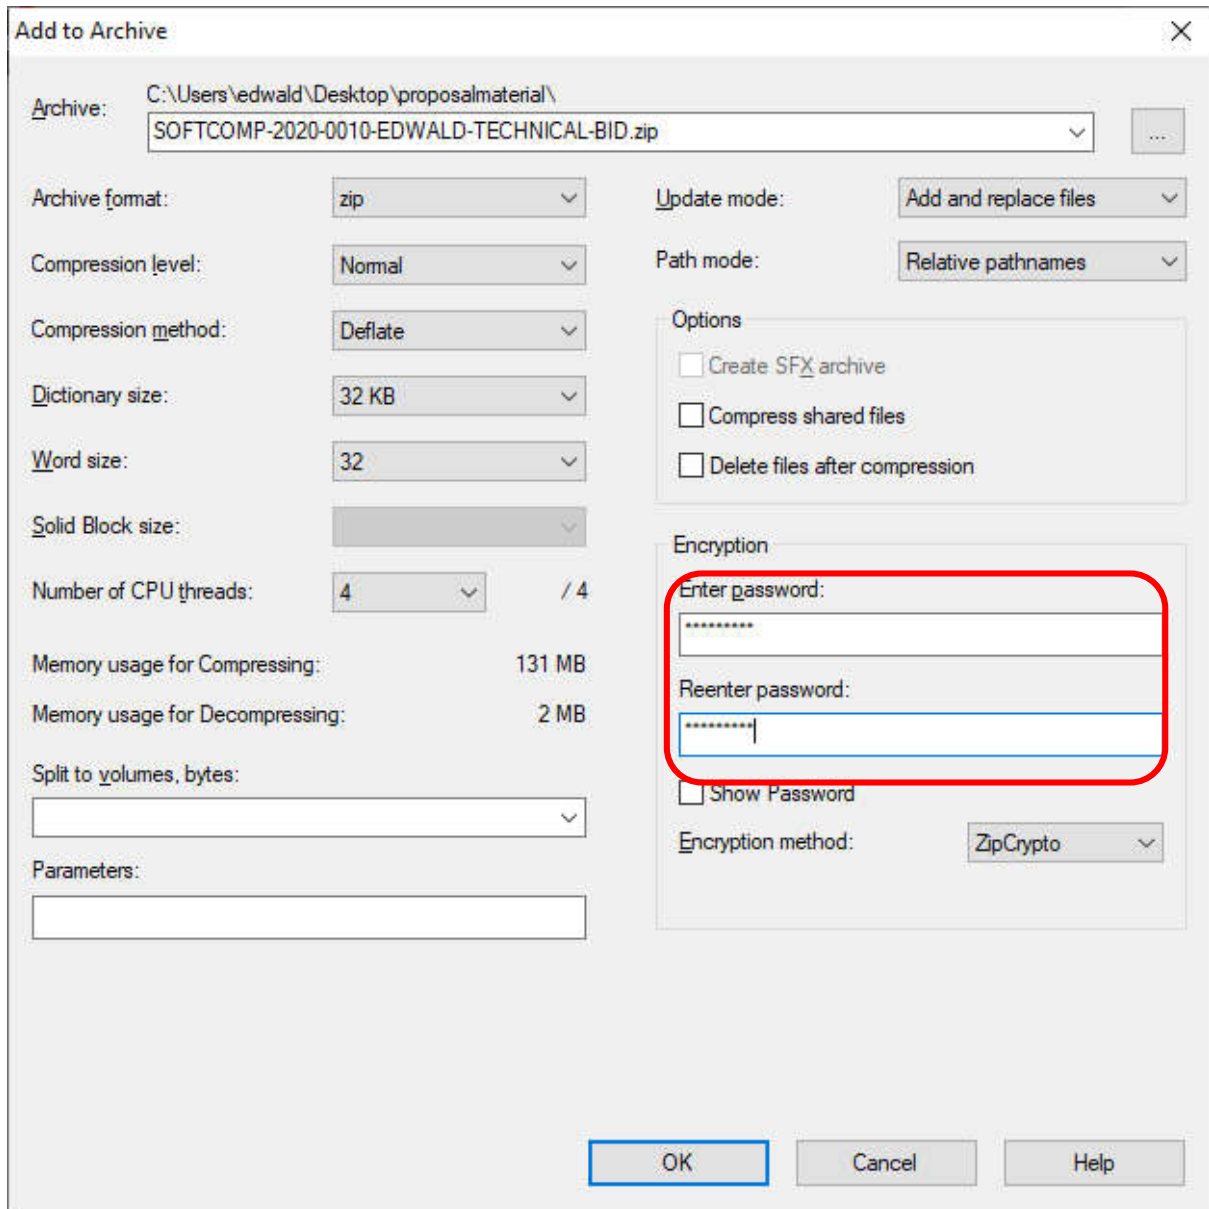 Add to Archive
C:\Users\edwald\Desktop\proposalmaterial\
Archive:
SOFTCOMP-2020-0010-EDWALD-TECHNICAL-BID.zip
...
Archive format:
zip
Compression level:
Normal
Compression method:
Deflate
Dictionary size:
32 KB
Word size:
32
Solid Block size:
Number of CPU threads:
4
/ 4
Memory usage for Compressing:
131 MB
Memory usage for Decompressing:
2 MB
Split to volumes, bytes:
Parameters:
Update mode:
Add and replace files
Path mode:
Relative pathnames
Options
Create SFX archive
Compress shared files
Delete files after compression
Encryption
Enter password:
*********
Reenter password:
*********
Show Password
Encryption method:
ZipCrypto
OK
Cancel
Help